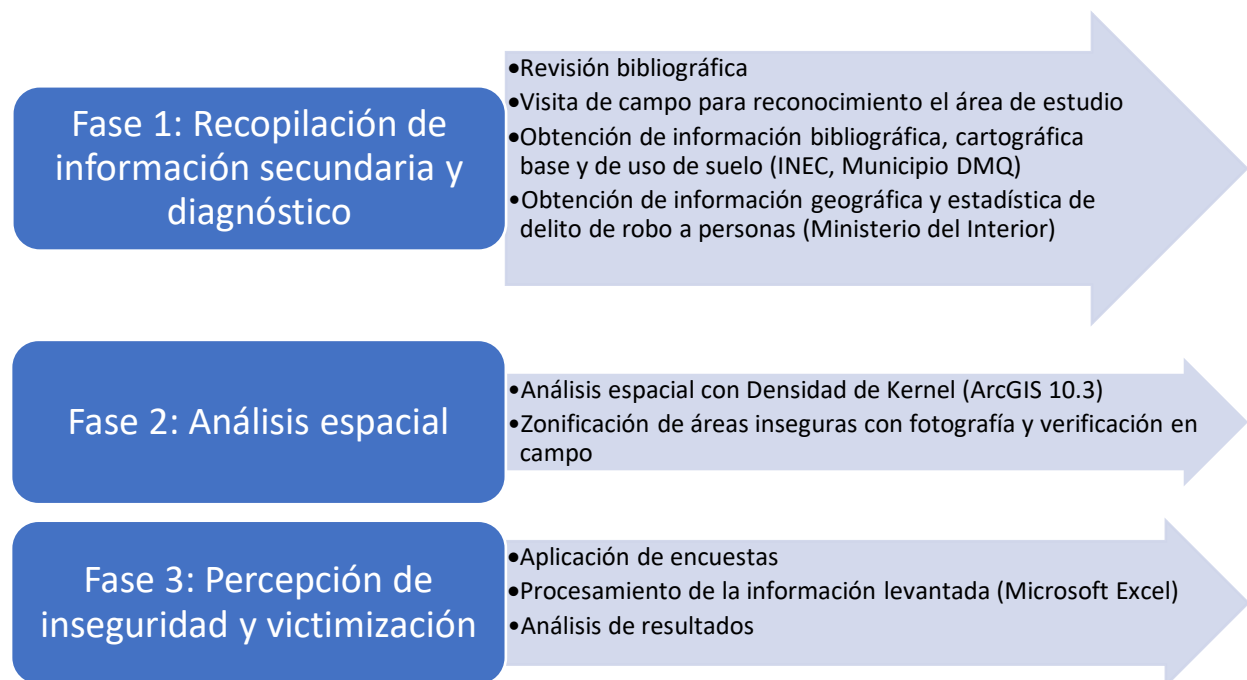 Fase 1: Recopilación de
información secundaria y
diagnóstico
•Revisión bibliográfica
•Visita de campo para reconocimiento el área de estudio
•Obtención de información bibliográfica, cartográfica
base y de uso de suelo (INEC, Municipio DMQ)
•Obtención de información geográfica y estadística de
delito de robo a personas (Ministerio del Interior)
Fase 2: Análisis espacial
•Análisis espacial con Densidad de Kernel (ArcGIS 10.3)
•Zonificación de áreas inseguras con fotografía y verificación en
campo
Fase 3: Percepción de
inseguridad y victimización
•Aplicación de encuestas
•Procesamiento de la información levantada (Microsoft Excel)
•Análisis de resultados